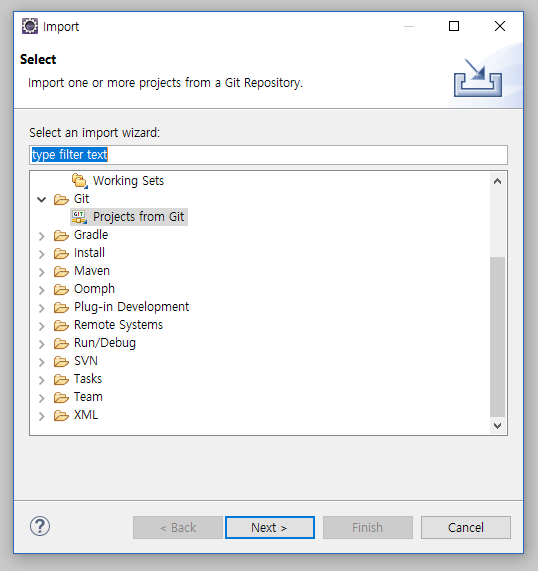 Import
Select
Import one or more projects from a Git Repository.
Select an import wizard:
type filter text
Working Sets
Git
GIT
Projects from Git
Gradle
Install
Maven
Oomph
Plug-in Development
Remote Systems
Run/Debug
SVN
Tasks
Team
XML
?
< Back
Next >
Finish
Cancel